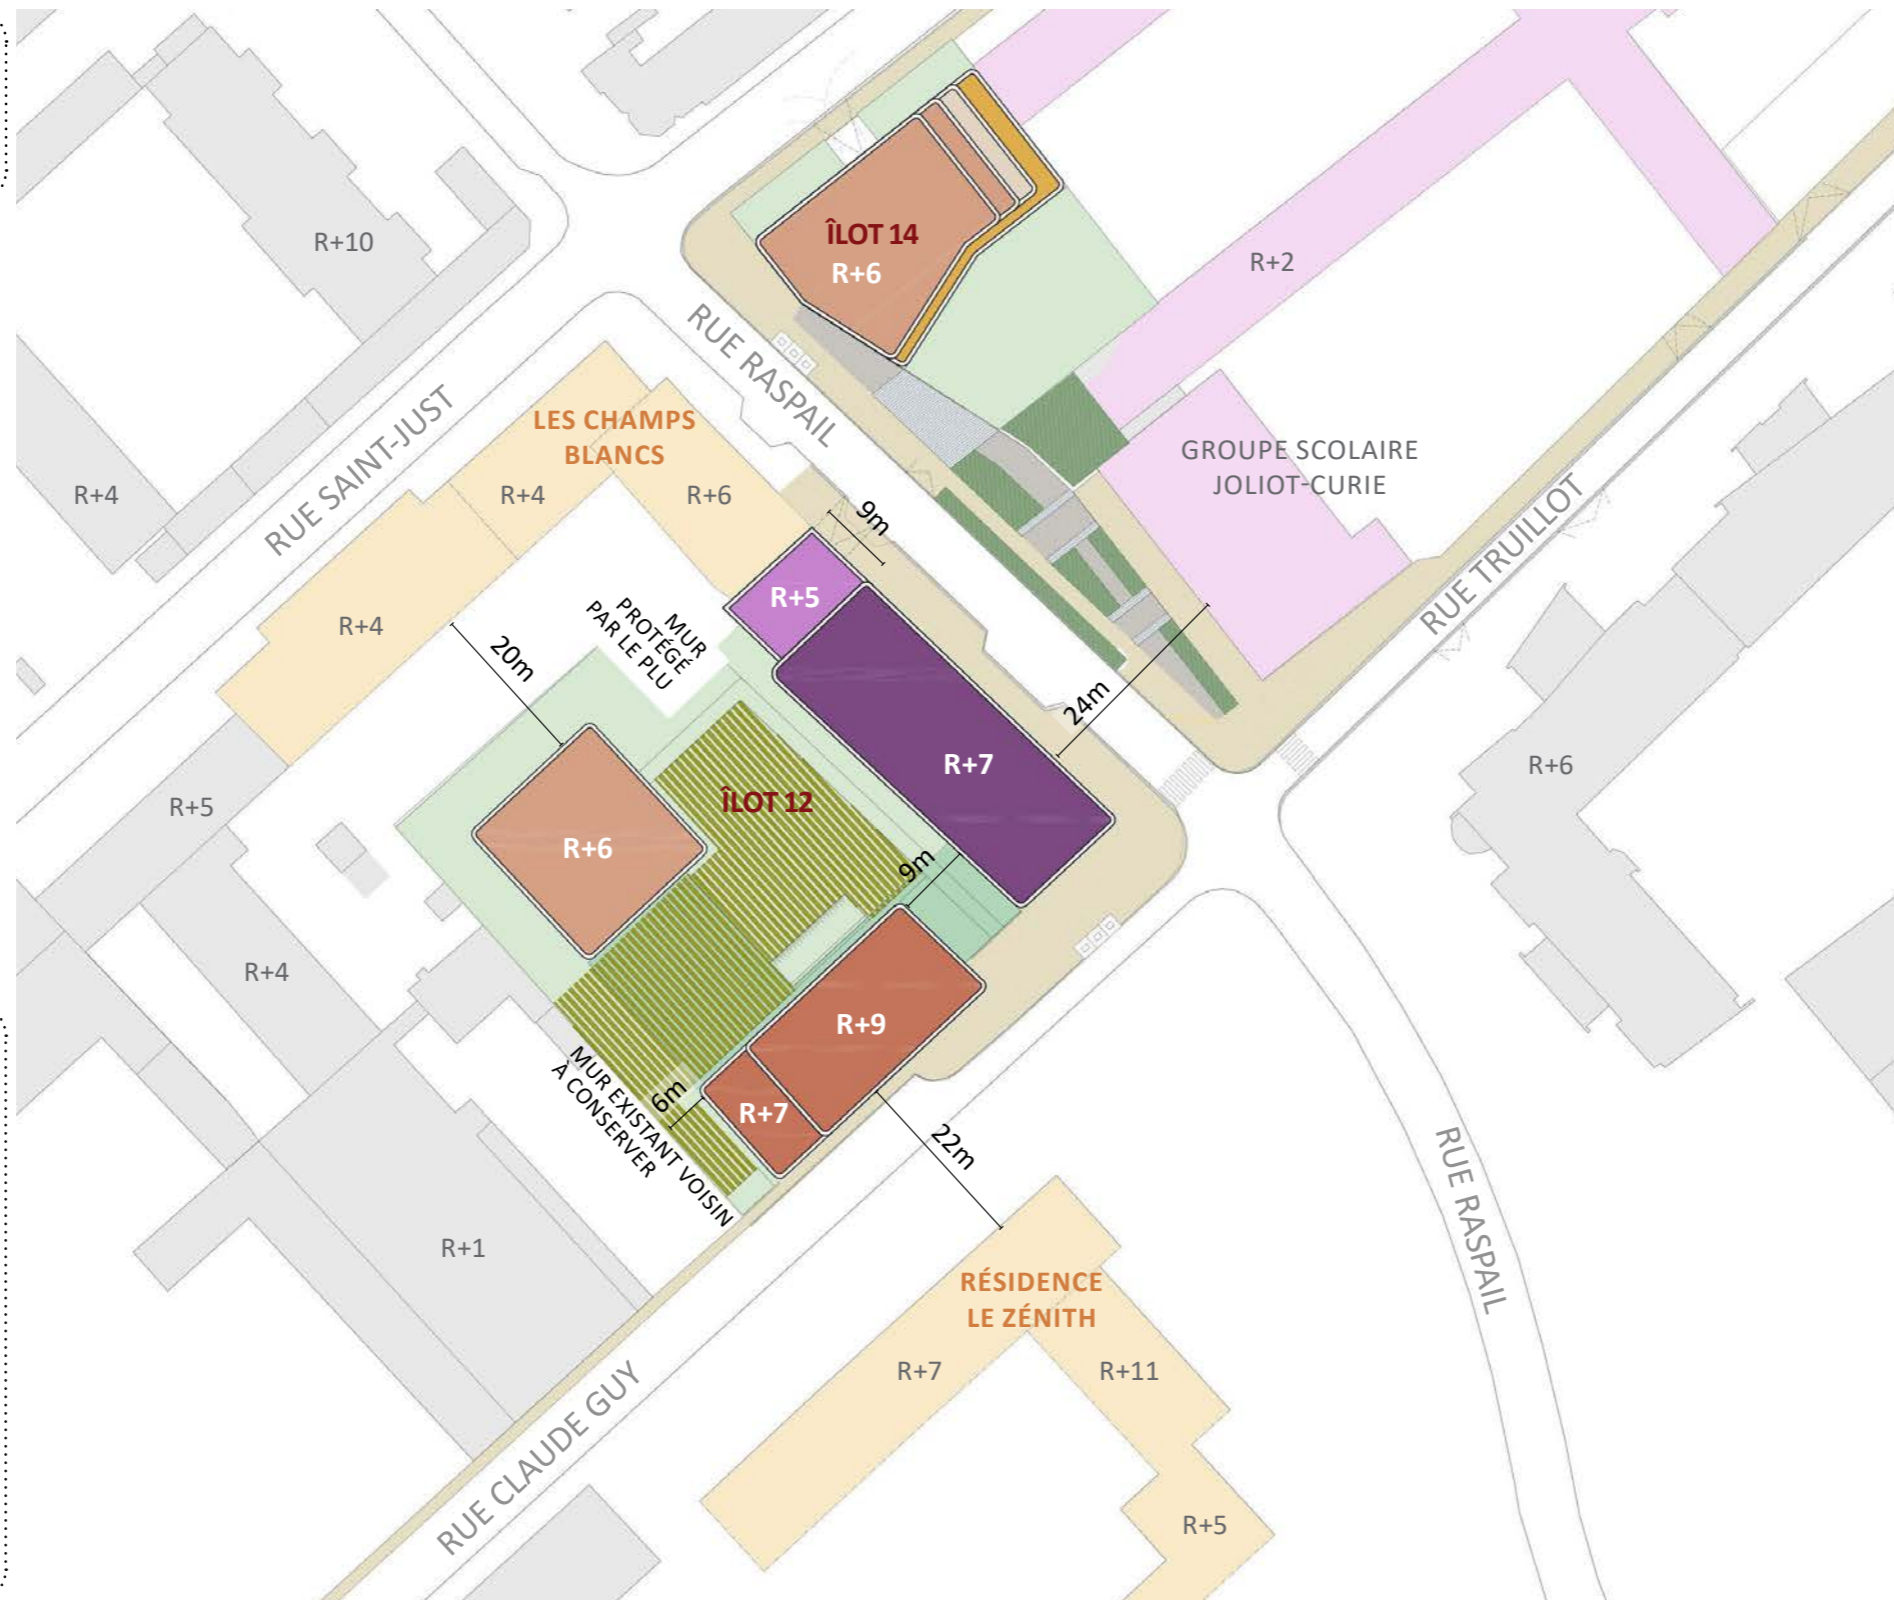 ÎLOT 14
R+6
R+10
R+2
RUE RASPAIL
LES CHAMPS
BLANCS
R+4
R+6
R+4
RUE SAINT-JUST
GROUPE SCOLAIRE
JOLIOT-CURIE
RUE TRUILLOT
9m
R+5
R+4
MUR
PROTÉGÉ
PAR LE PLU
20m
24m
R+7
R+6
R+5
ÎLOT 12
R+6
9m
R+4
R+9
6m
R+7
MUR EXISTANT VOISIN
À CONSERVER
22m
RUE RASPAIL
R+1
RÉSIDENCE
LE ZÉNITH
R+7
R+11
RUE CLAUDE GUY
R+5